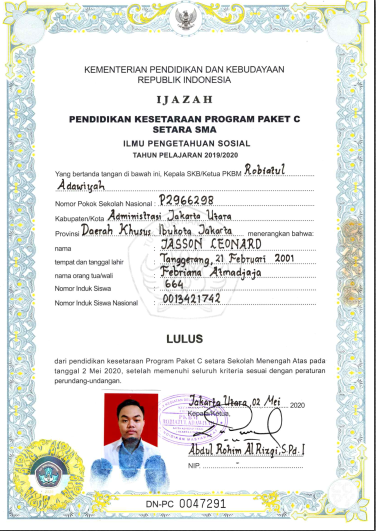 KEMENTERIAN PENDIDIKAN DAN KEBUDAYAAN
REPUBLIK INDONESIA
IJAZAH
PENDIDIKAN KESETARAAN PROGRAM PAKET C
SETARA SMA
ILMU PENGETAHUAN SOSIAL
TAHUN PELAJARAN 2019/2020
Yang bertanda tangan di bawah ini, Kepala SKB/Ketua PKBM Robiatul
Adawiyah
Nomor Pokok Sekolah Nasional : P2966298
Kabupaten/Kota Administrasi Jakarta Utara
Provinsi Daerah Khusus Ibukota Jakarta menerangkan bahwa:
nama : JASSON LEONARD
tempat dan tanggal lahir : Tanggerang, 21 Februari 2001
nama orang tua/wali : Febriana Atmadjaja
Nomor Induk Siswa : 664
Nomor Induk Siswa Nasional : 0013421742
LULUS
dari pendidikan kesetaraan Program Paket C setara Sekolah Menengah Atas pada
tanggal 2 Mei 2020, setelah memenuhi seluruh kriteria sesuai dengan peraturan
perundang-undangan.
Jakarta Utara, 02 Mei 2020
Kepala/Ketua,
Abdul Rohim Al Rizqi, S.Pd. I
NIP. -
DN-PC 0047291